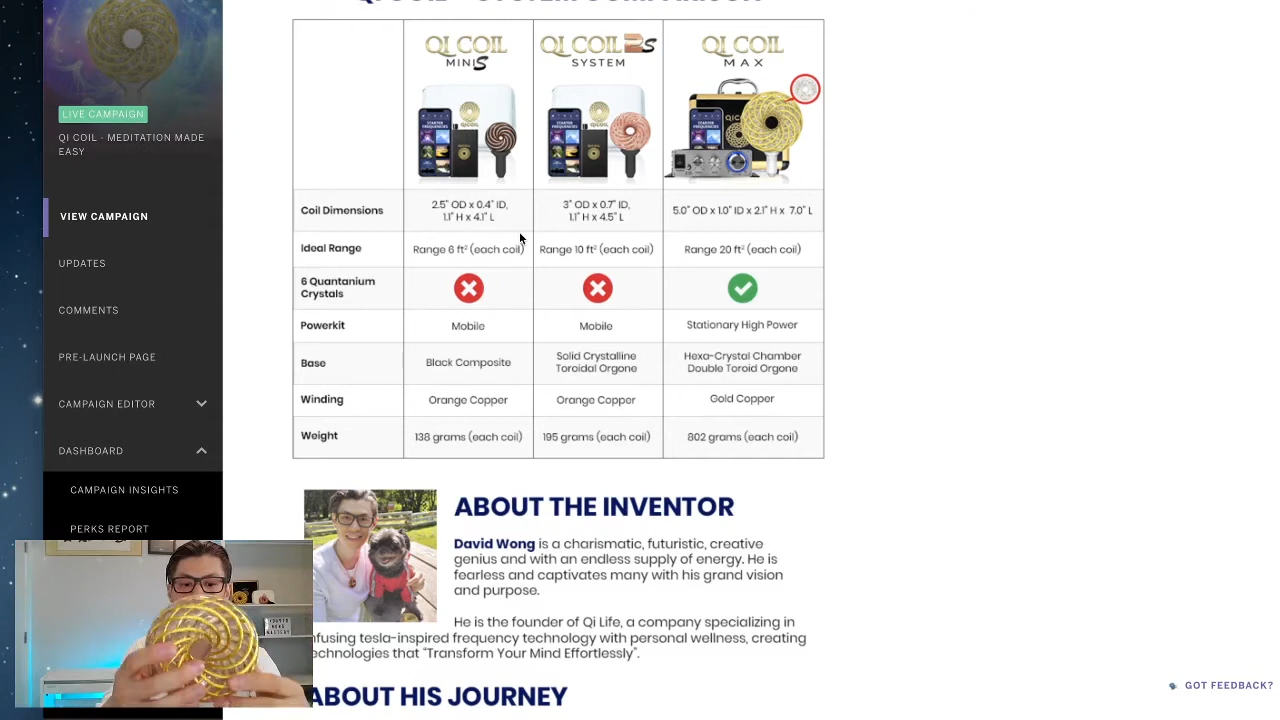 LIVE CAMPAIGN
QI COIL - MEDITATION MADE
EASY
VIEW CAMPAIGN
UPDATES
COMMENTS
PRE-LAUNCH PAGE
CAMPAIGN EDITOR
DASHBOARD
CAMPAIGN INSIGHTS
PERKS REPORT
QI COIL
MINI S
QI COIL 2S
SYSTEM
QI COIL
MAX
Coil Dimensions
2.5" OD x 0.4" ID,
1.1" H x 4.1" L
3" OD x 0.7" ID,
1.1" H x 4.5" L
5.0" OD x 1.0" ID x 2.1" H x 7.0" L
Ideal Range
Range 6 ft² (each coil)
Range 10 ft² (each coil)
Range 20 ft² (each coil)
6 Quantanium
Crystals
Powerkit
Mobile
Mobile
Stationary High Power
Base
Black Composite
Solid Crystalline
Toroidal Orgone
Hexa-Crystal Chamber
Double Toroid Orgone
Winding
Orange Copper
Orange Copper
Gold Copper
Weight
138 grams (each coil)
195 grams (each coil)
802 grams (each coil)
ABOUT THE INVENTOR
David Wong is a charismatic, futuristic, creative
genius and with an endless supply of energy. He is
fearless and captivates many with his grand vision
and purpose.
He is the founder of Qi Life, a company specializing in
nfusing tesla-inspired frequency technology with personal wellness, creating
echnologies that "Transform Your Mind Effortlessly".
ABOUT HIS JOURNEY
GOT FEEDBACK?